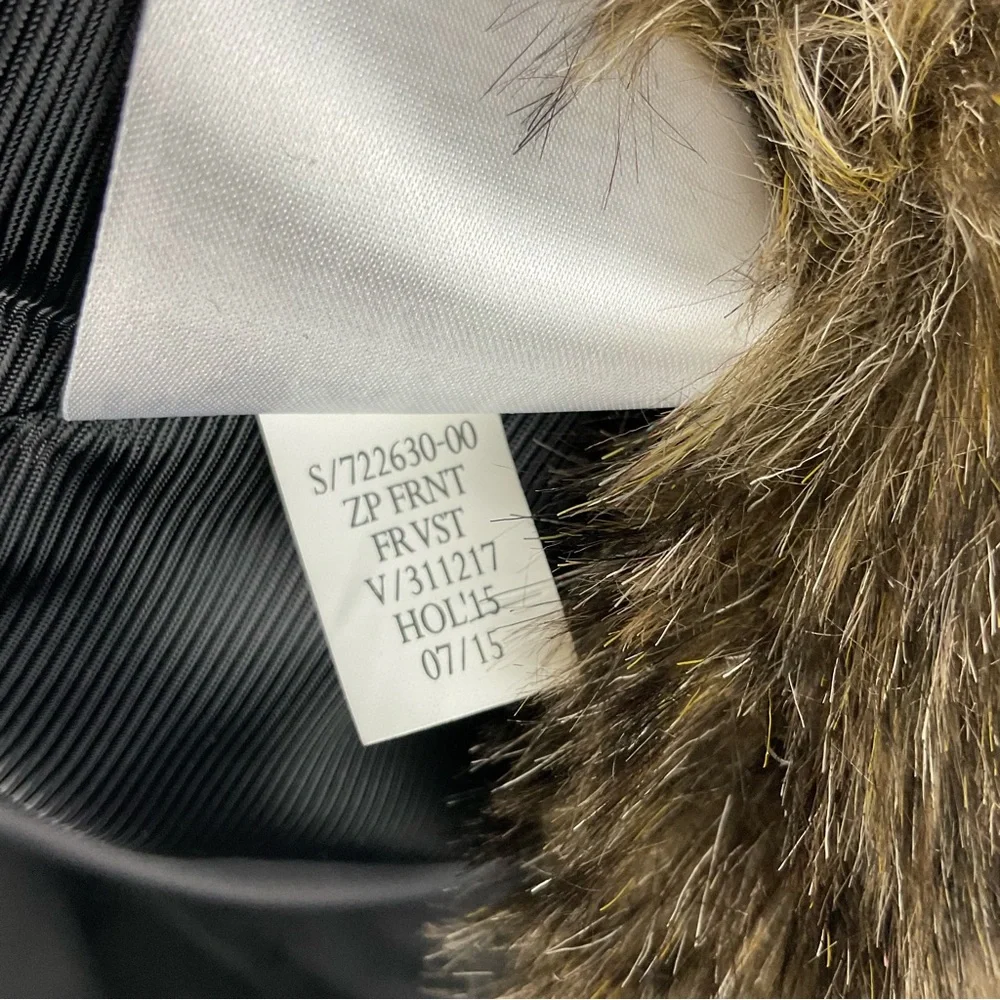 S/722630-00
ZP FRNT
FR VST
V/311217
HOL'15
07/15